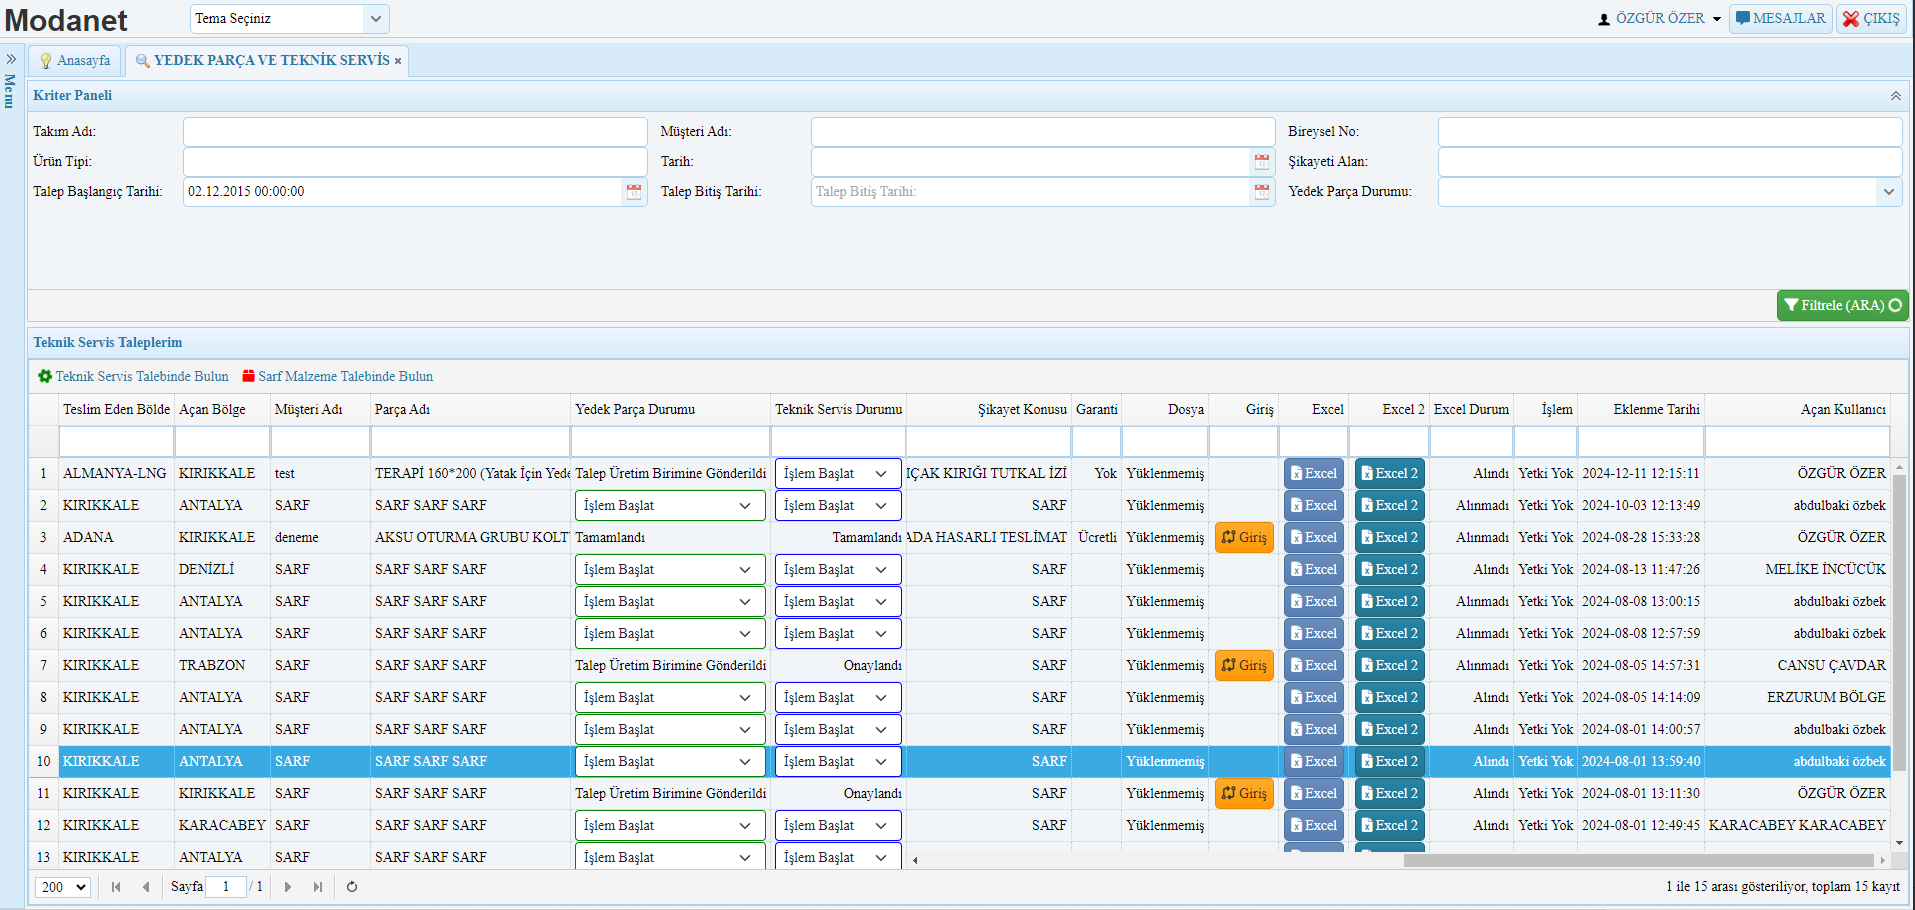 Modanet Tema Seçiniz ÖZGÜR ÖZER MESAJLAR ÇIKIŞ
Menu
Anasayfa YEDEK PARÇA VE TEKNİK SERVİS
Kriter Paneli
Takım Adı: Müşteri Adı: Bireysel No:
Ürün Tipi: Tarih: Şikayeti Alan:
Talep Başlangıç Tarihi: 02.12.2015 00:00:00 Talep Bitiş Tarihi: Talep Bitiş Tarihi: Yedek Parça Durumu:
Filtrele (ARA)
Teknik Servis Taleplerim
Teknik Servis Talebinde Bulun Sarf Malzeme Talebinde Bulun
Teslim Eden Bölde Açan Bölge Müşteri Adı Parça Adı Yedek Parça Durumu Teknik Servis Durumu Şikayet Konusu Garanti Dosya Giriş Excel Excel 2 Excel Durum İşlem Eklenme Tarihi Açan Kullanıcı
1 ALMANYA-LNG KIRIKKALE test TERAPİ 160*200 (Yatak İçin Yede Talep Üretim Birimine Gönderildi İşlem Başlat IÇAK KIRIĞI TUTKAL İZİ Yok Yüklenmemiş Excel Excel 2 Alındı Yetki Yok 2024-12-11 12:15:11 ÖZGÜR ÖZER
2 KIRIKKALE ANTALYA SARF SARF SARF SARF İşlem Başlat İşlem Başlat SARF Yüklenmemiş Excel Excel 2 Alınmadı Yetki Yok 2024-10-03 12:13:49 abdulbaki özbek
3 ADANA KIRIKKALE deneme AKSU OTURMA GRUBU KOLT Tamamlandı Tamamlandı ADA HASARLI TESLİMAT Ücretli Yüklenmemiş Giriş Excel Excel 2 Alınmadı Yetki Yok 2024-08-28 15:33:28 ÖZGÜR ÖZER
4 KIRIKKALE DENİZLİ SARF SARF SARF SARF İşlem Başlat İşlem Başlat SARF Yüklenmemiş Excel Excel 2 Alındı Yetki Yok 2024-08-13 11:47:26 MELİKE İNCÜCÜK
5 KIRIKKALE ANTALYA SARF SARF SARF SARF İşlem Başlat İşlem Başlat SARF Yüklenmemiş Excel Excel 2 Alınmadı Yetki Yok 2024-08-08 13:00:15 abdulbaki özbek
6 KIRIKKALE ANTALYA SARF SARF SARF SARF İşlem Başlat İşlem Başlat SARF Yüklenmemiş Excel Excel 2 Alınmadı Yetki Yok 2024-08-08 12:57:59 abdulbaki özbek
7 KIRIKKALE TRABZON SARF SARF SARF SARF Talep Üretim Birimine Gönderildi Onaylandı SARF Yüklenmemiş Giriş Excel Excel 2 Alınmadı Yetki Yok 2024-08-05 14:57:31 CANSU ÇAVDAR
8 KIRIKKALE ANTALYA SARF SARF SARF SARF İşlem Başlat İşlem Başlat SARF Yüklenmemiş Excel Excel 2 Alındı Yetki Yok 2024-08-05 14:14:09 ERZURUM BÖLGE
9 KIRIKKALE ANTALYA SARF SARF SARF SARF İşlem Başlat İşlem Başlat SARF Yüklenmemiş Excel Excel 2 Alındı Yetki Yok 2024-08-01 14:00:57 abdulbaki özbek
10 KIRIKKALE ANTALYA SARF SARF SARF SARF İşlem Başlat İşlem Başlat SARF Yüklenmemiş Excel Excel 2 Alındı Yetki Yok 2024-08-01 13:59:40 abdulbaki özbek
11 KIRIKKALE KIRIKKALE SARF SARF SARF SARF Talep Üretim Birimine Gönderildi Onaylandı SARF Yüklenmemiş Giriş Excel Excel 2 Alındı Yetki Yok 2024-08-01 13:11:30 ÖZGÜR ÖZER
12 KIRIKKALE KARACABEY SARF SARF SARF SARF İşlem Başlat İşlem Başlat SARF Yüklenmemiş Excel Excel 2 Alındı Yetki Yok 2024-08-01 12:49:45 KARACABEY KARACABEY
13 KIRIKKALE ANTALYA SARF SARF SARF SARF İşlem Başlat İşlem Başlat
200 Sayfa 1 / 1 1 ile 15 arası gösteriliyor, toplam 15 kayıt